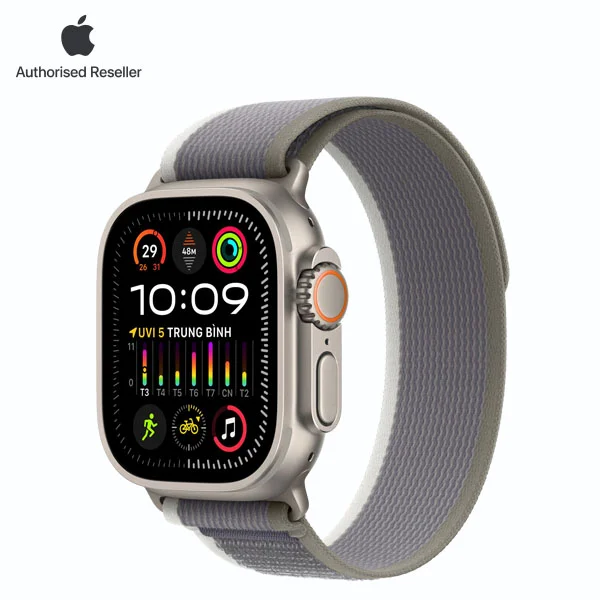 Authorised Reseller
29
26 31
48M
10:09
UVI 5 TRUNG BÌNH
11
0
T3 T4 T5 T6 T7 CN T2